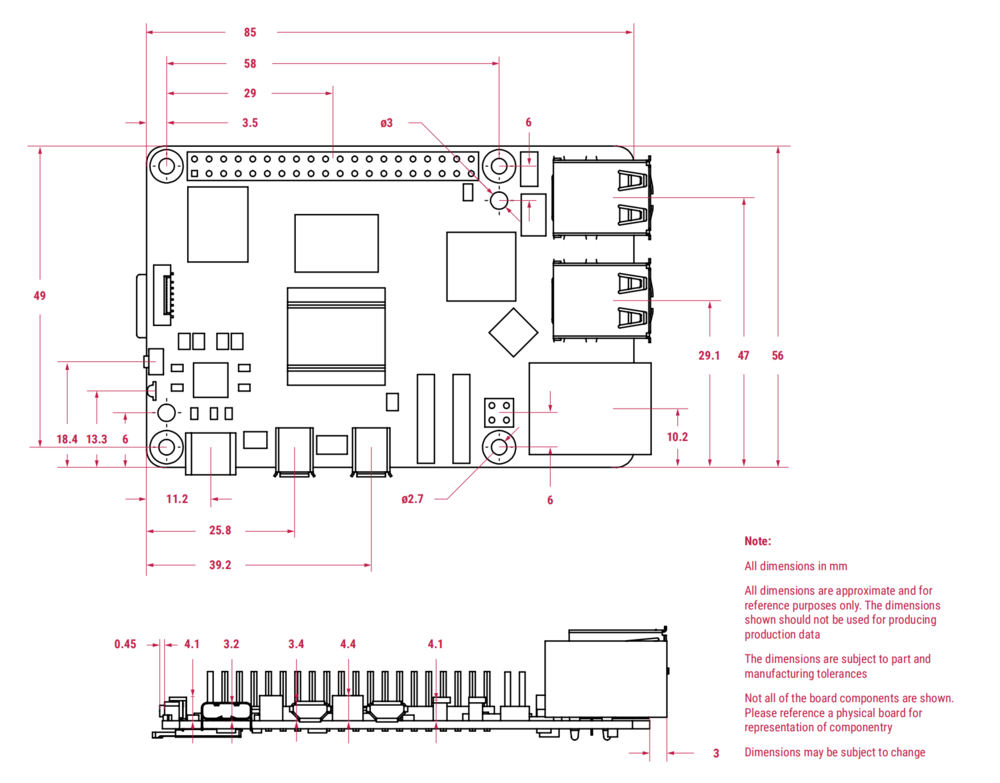 85
58
29
3.5
ø3
6
49
29.1
47
56
18.4
13.3
6
10.2
11.2
ø2.7
6
25.8
39.2
Note:
All dimensions in mm
All dimensions are approximate and for
reference purposes only. The dimensions
shown should not be used for producing
production data
The dimensions are subject to part and
manufacturing tolerances
Not all of the board components are shown.
Please reference a physical board for
representation of componentry
Dimensions may be subject to change
0.45
4.1
3.2
3.4
4.4
4.1
3